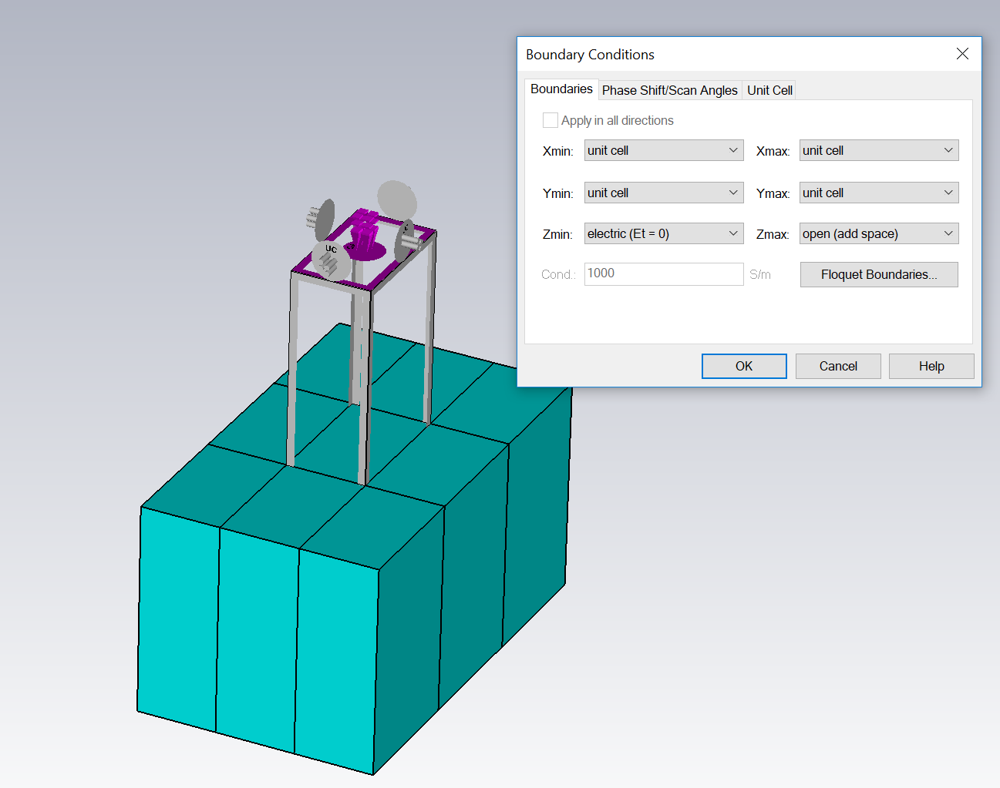 Boundary Conditions
Boundaries Phase Shift/Scan Angles Unit Cell
Apply in all directions
Xmin: unit cell Xmax: unit cell
Ymin: unit cell Ymax: unit cell
Zmin: electric (Et = 0) Zmax: open (add space)
Cond.: 1000 S/m Floquet Boundaries...
OK Cancel Help
UC